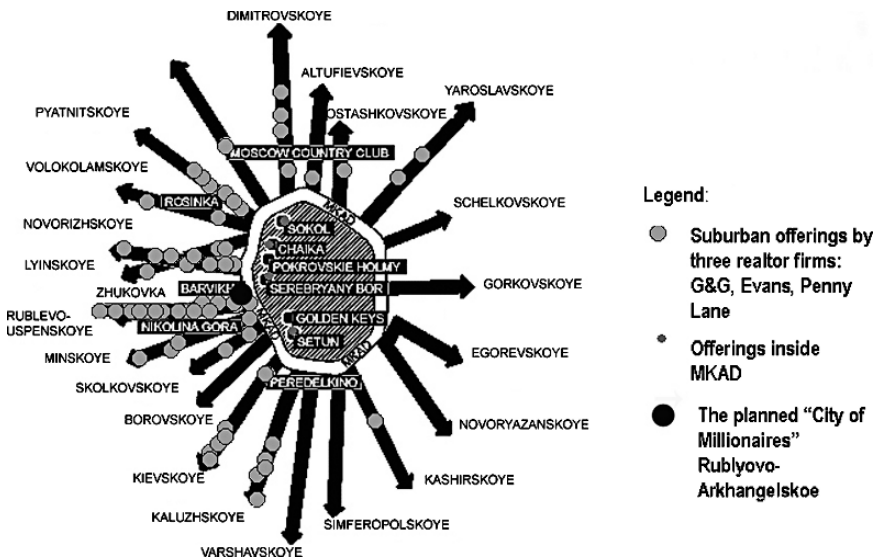 DIMITROVSKOYE
ALTUFIEVSKOYE
OSTASHKOVSKOYE
YAROSLAVSKOYE
PYATNITSKOYE
MOSCOW COUNTRY CLUB
VOLOKOLAMSKOYE
ROSINKA
MKAD
SCHELKOVSKOYE
NOVORIZHSKOYE
SOKOL
CHAIKA
LYINSKOYE
POKROVSKIE HOLMY
ZHUKOVKA
BARVIKH
SEREBRYANY BOR
GORKOVSKOYE
RUBLEVO-
USPENSKOYE
NIKOLINA GORA
MKAD
GOLDEN KEYS
SETUN
MKAD
MINSKOYE
EGOREVSKOYE
SKOLKOVSKOYE
PEREDELKINO
BOROVSKOYE
NOVORYAZANSKOYE
KIEVSKOYE
KASHIRSKOYE
KALUZHSKOYE
SIMFEROPOLSKOYE
VARSHAVSKOYE
Legend:
Suburban offerings by
three realtor firms:
G&G, Evans, Penny
Lane
Offerings inside
MKAD
The planned “City of
Millionaires”
Rublyovo-
Arkhangelskoe